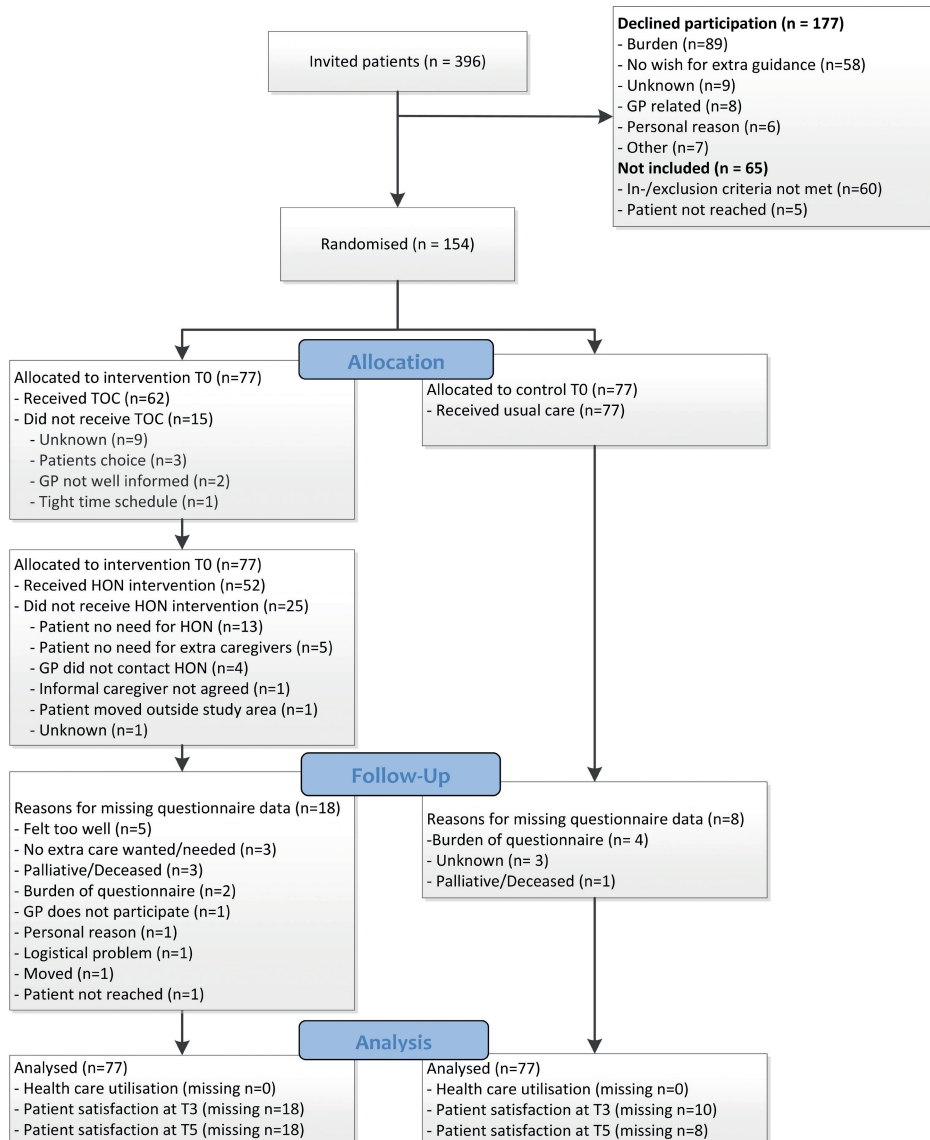 Invited patients (n = 396)
Declined participation (n = 177)
- Burden (n=89)
- No wish for extra guidance (n=58)
- Unknown (n=9)
- GP related (n=8)
- Personal reason (n=6)
- Other (n=7)
Not included (n = 65)
- In-/exclusion criteria not met (n=60)
- Patient not reached (n=5)
Randomised (n = 154)
Allocation
Allocated to intervention T0 (n=77)
- Received TOC (n=62)
- Did not receive TOC (n=15)
- Unknown (n=9)
- Patients choice (n=3)
- GP not well informed (n=2)
- Tight time schedule (n=1)
Allocated to control T0 (n=77)
- Received usual care (n=77)
Allocated to intervention T0 (n=77)
- Received HON intervention (n=52)
- Did not receive HON intervention (n=25)
- Patient no need for HON (n=13)
- Patient no need for extra caregivers (n=5)
- GP did not contact HON (n=4)
- Informal caregiver not agreed (n=1)
- Patient moved outside study area (n=1)
- Unknown (n=1)
Follow-Up
Reasons for missing questionnaire data (n=18)
- Felt too well (n=5)
- No extra care wanted/needed (n=3)
- Palliative/Deceased (n=3)
- Burden of questionnaire (n=2)
- GP does not participate (n=1)
- Personal reason (n=1)
- Logistical problem (n=1)
- Moved (n=1)
- Patient not reached (n=1)
Reasons for missing questionnaire data (n=8)
-Burden of questionnaire (n= 4)
- Unknown (n= 3)
- Palliative/Deceased (n=1)
Analysis
Analysed (n=77)
- Health care utilisation (missing n=0)
- Patient satisfaction at T3 (missing n=18)
- Patient satisfaction at T5 (missing n=18)
Analysed (n=77)
- Health care utilisation (missing n=0)
- Patient satisfaction at T3 (missing n=10)
- Patient satisfaction at T5 (missing n=8)